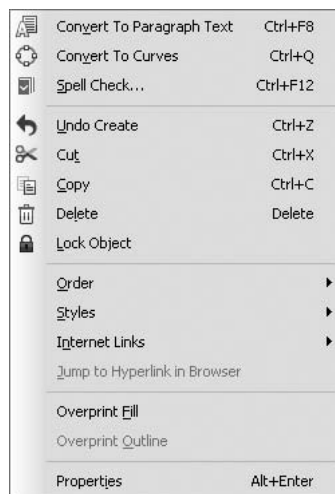 Convert To Paragraph Text Ctrl+F8
Convert To Curves Ctrl+Q
Spell Check... Ctrl+F12
Undo Create Ctrl+Z
Cut Ctrl+X
Copy Ctrl+C
Delete Delete
Lock Object
Order
Styles
Internet Links
Jump to Hyperlink in Browser
Overprint Fill
Overprint Outline
Properties Alt+Enter